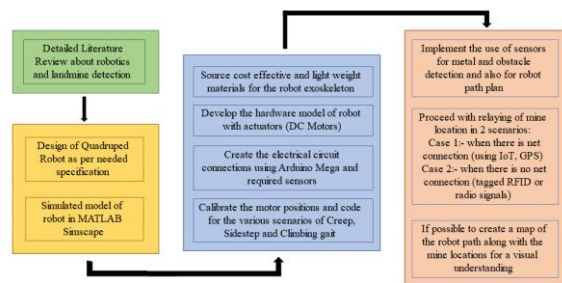 Detailed Literature
Review about robotics
and landmine detection
Design of Quadruped
Robot as per needed
specification
Simulated model of
robot in MATLAB
Simscape
Source cost effective and light weight
materials for the robot exoskeleton
Develop the hardware model of robot
with actuators (DC Motors)
Create the electrical circuit
connections using Arduino Mega and
required sensors
Calibrate the motor positions and code
for the various scenarios of Creep,
Sidestep and Climbing gait
Implement the use of sensors
for metal and obstacle
detection and also for robot
path plan
Proceed with relaying of mine
location in 2 scenarios:
Case 1:- when there is net
connection (using IoT, GPS)
Case 2:- when there is no net
connection (tagged RFID or
radio signals)
If possible to create a map of
the robot path along with the
mine locations for a visual
understanding